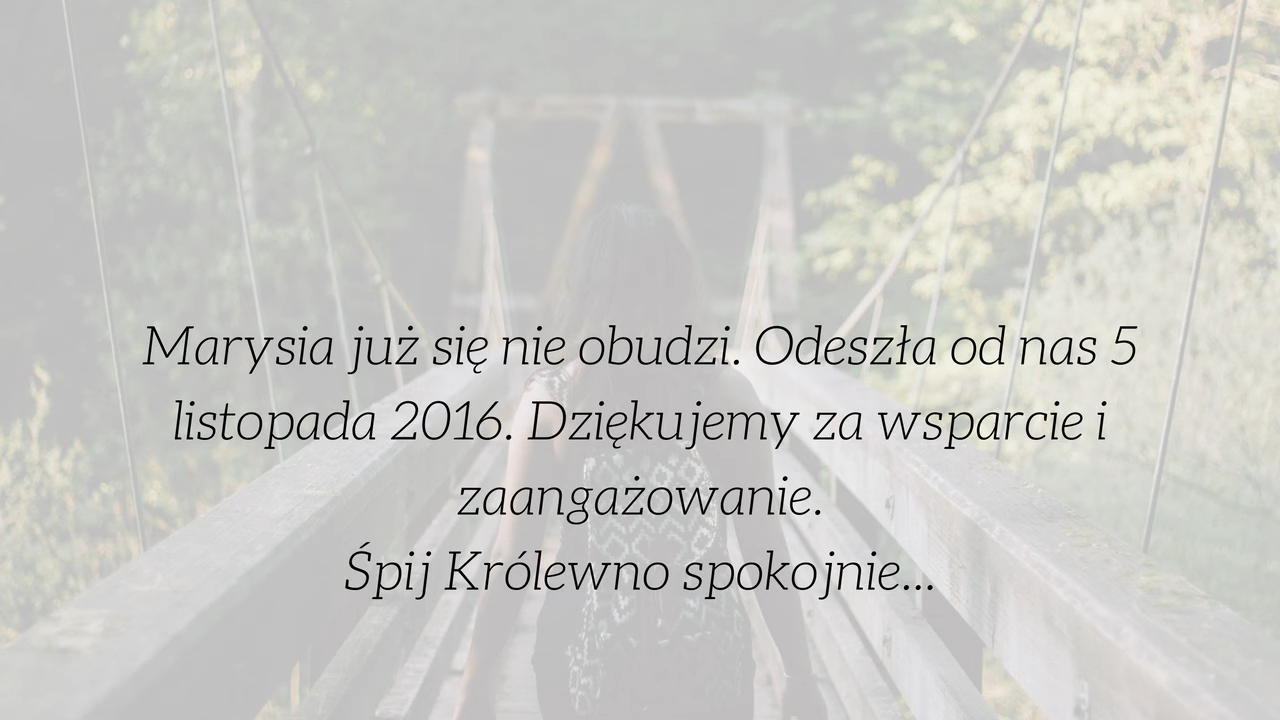 Marysia już się nie obudzi. Odeszła od nas 5
listopada 2016. Dziękujemy za wsparcie i
zaangażowanie.
Śpij Królewno spokojnie...